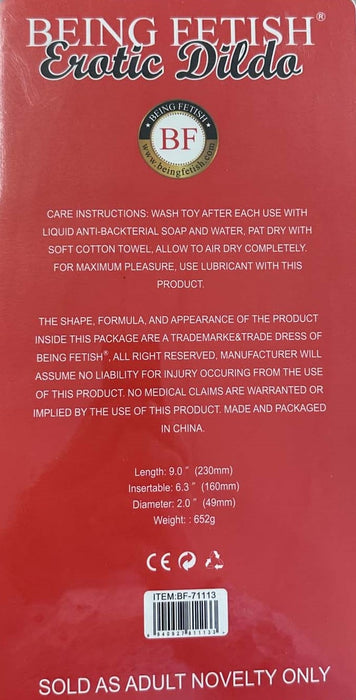 BEING FETISH®
Erotic Dildo
BEING FETISH
BF
www.beingfetish.com
CARE INSTRUCTIONS: WASH TOY AFTER EACH USE WITH
LIQUID ANTI-BACKTERIAL SOAP AND WATER, PAT DRY WITH
SOFT COTTON TOWEL, ALLOW TO AIR DRY COMPLETELY.
FOR MAXIMUM PLEASURE, USE LUBRICANT WITH THIS
PRODUCT.
THE SHAPE, FORMULA, AND APPEARANCE OF THE PRODUCT
INSIDE THIS PACKAGE ARE A TRADEMARKE&TRADE DRESS OF
BEING FETISH®, ALL RIGHT RESERVED, MANUFACTURER WILL
ASSUME NO LIABILITY FOR INJURY OCCURING FROM THE USE
OF THIS PRODUCT. NO MEDICAL CLAIMS ARE WARRANTED OR
IMPLIED BY THE USE OF THIS PRODUCT. MADE AND PACKAGED
IN CHINA.
Length: 9.0" (230mm)
Insertable: 6.3" (160mm)
Diameter: 2.0" (49mm)
Weight: : 652g
CE
ITEM:BF-71113
SOLD AS ADULT NOVELTY ONLY